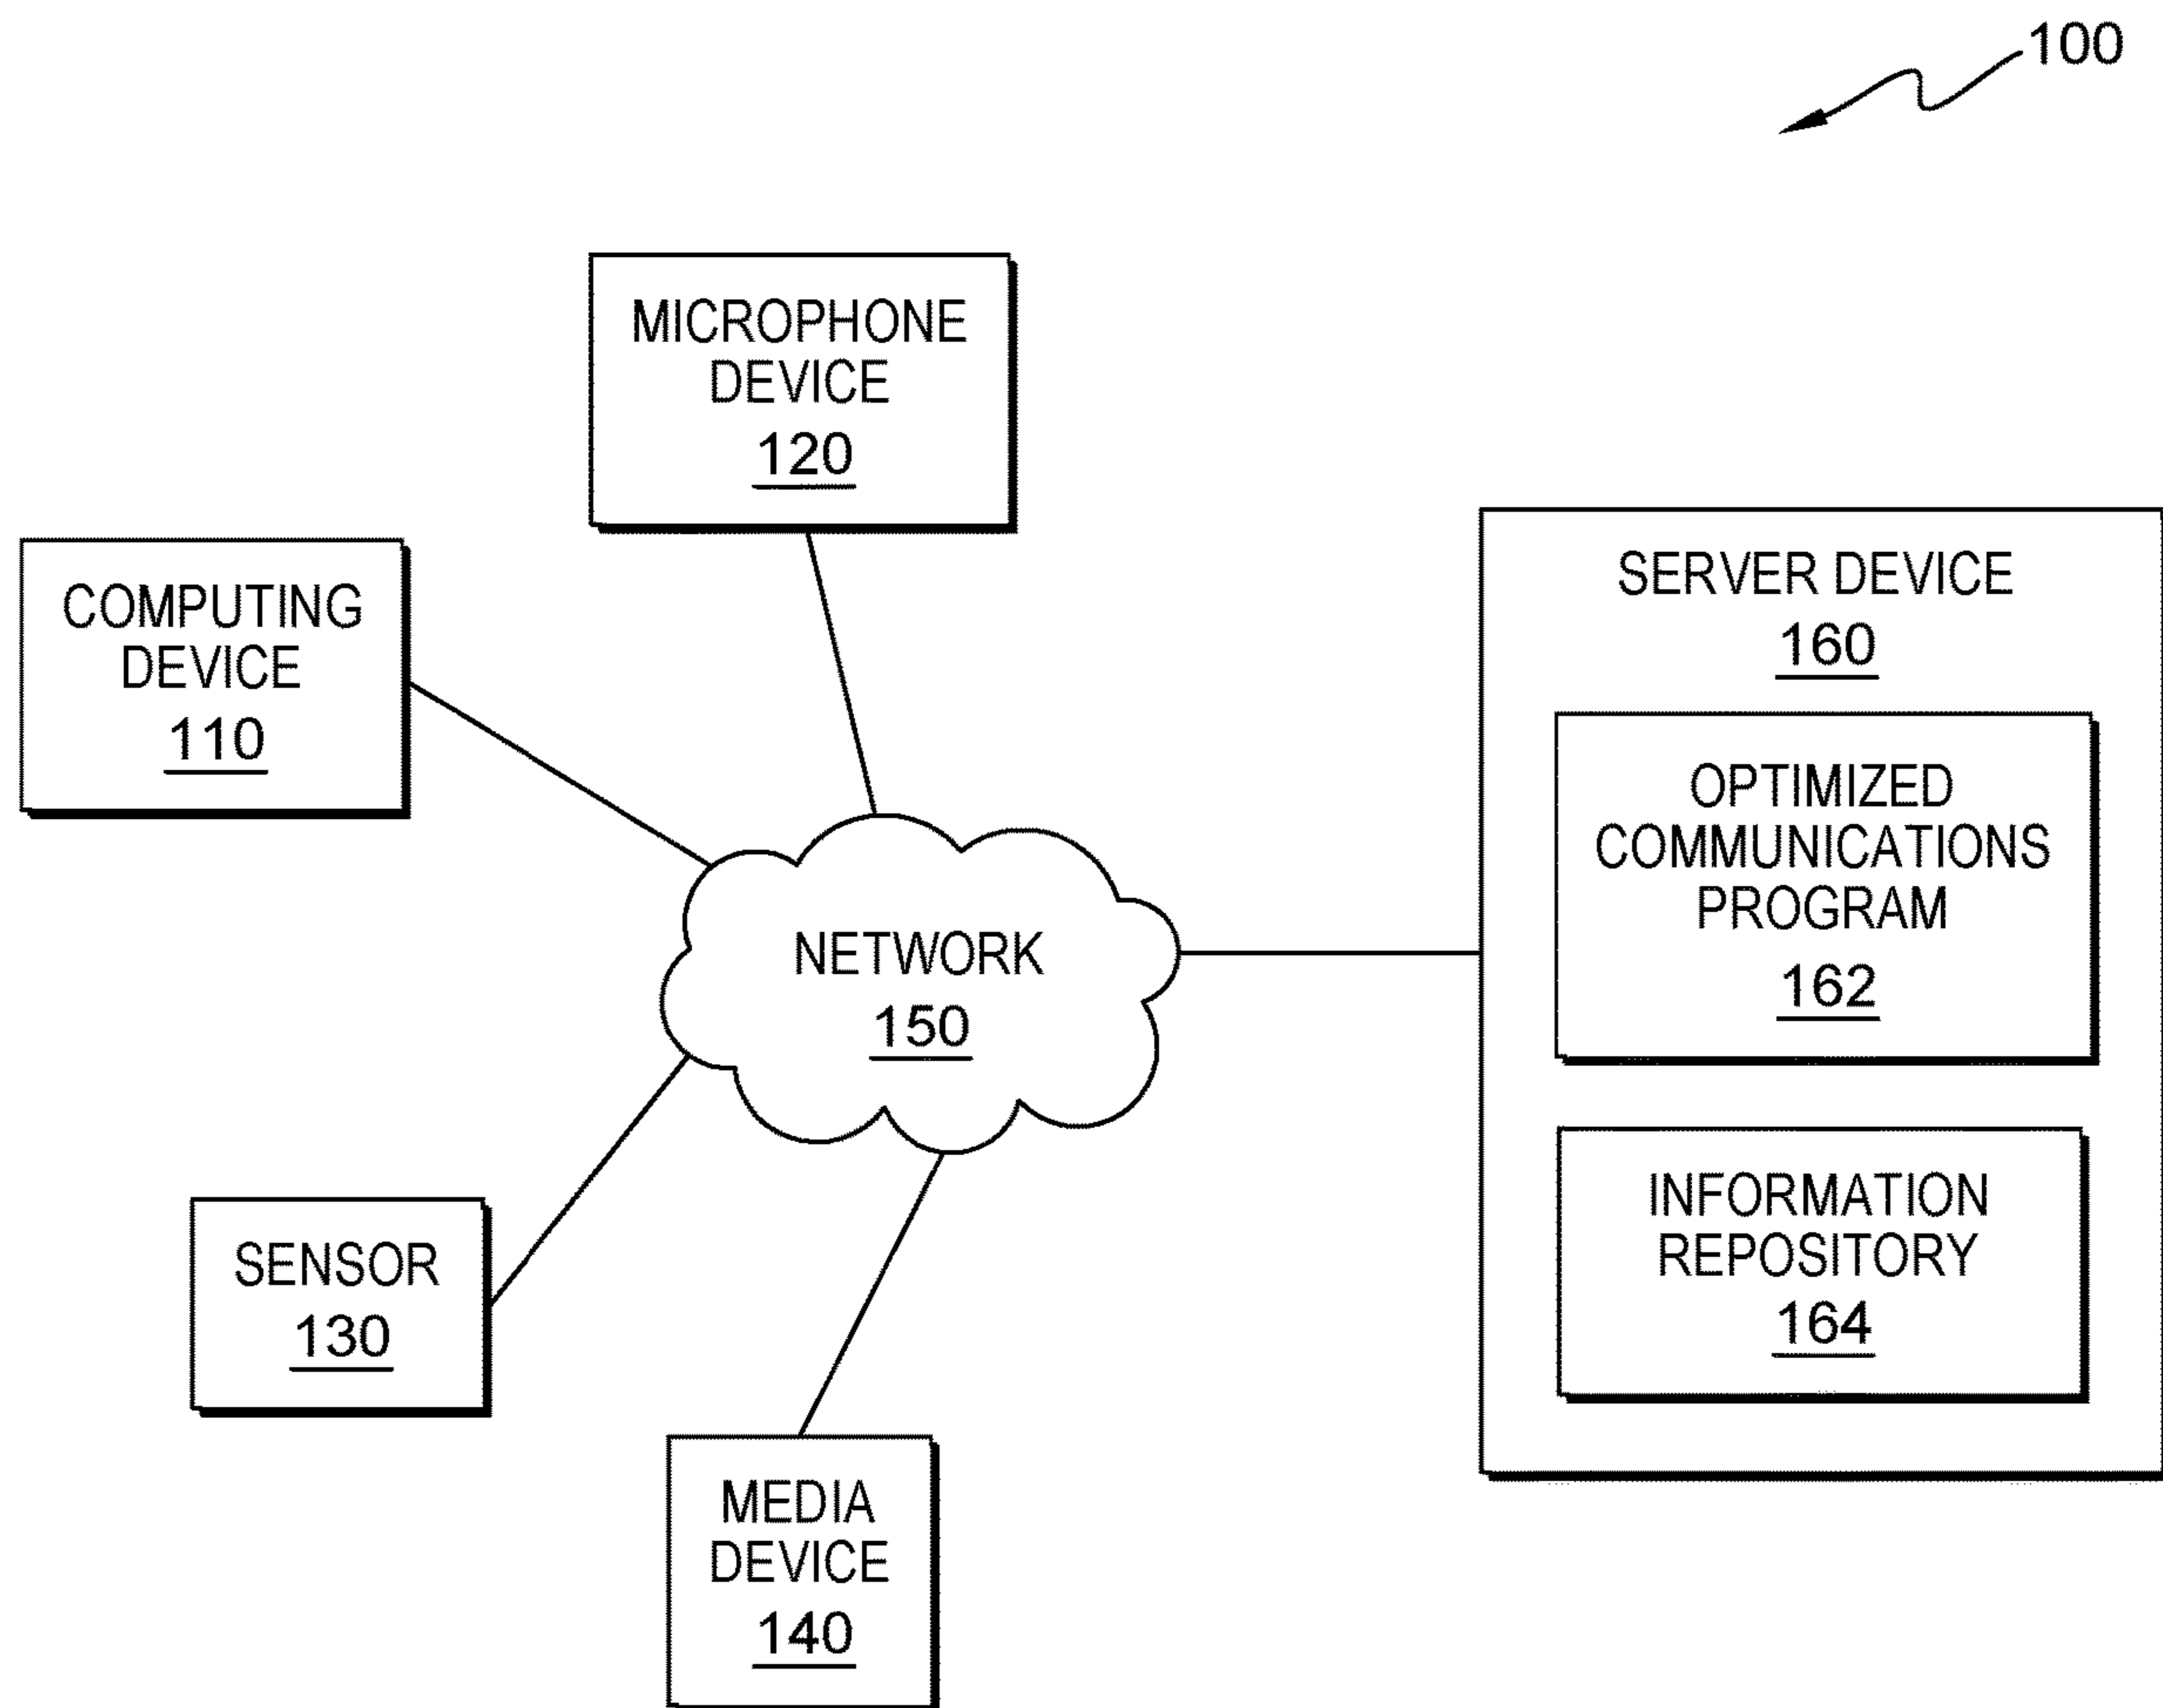 100
MICROPHONE
DEVICE
120
COMPUTING
DEVICE
110
SERVER DEVICE
160
OPTIMIZED
COMMUNICATIONS
PROGRAM
162
NETWORK
150
INFORMATION
REPOSITORY
164
SENSOR
130
MEDIA
DEVICE
140